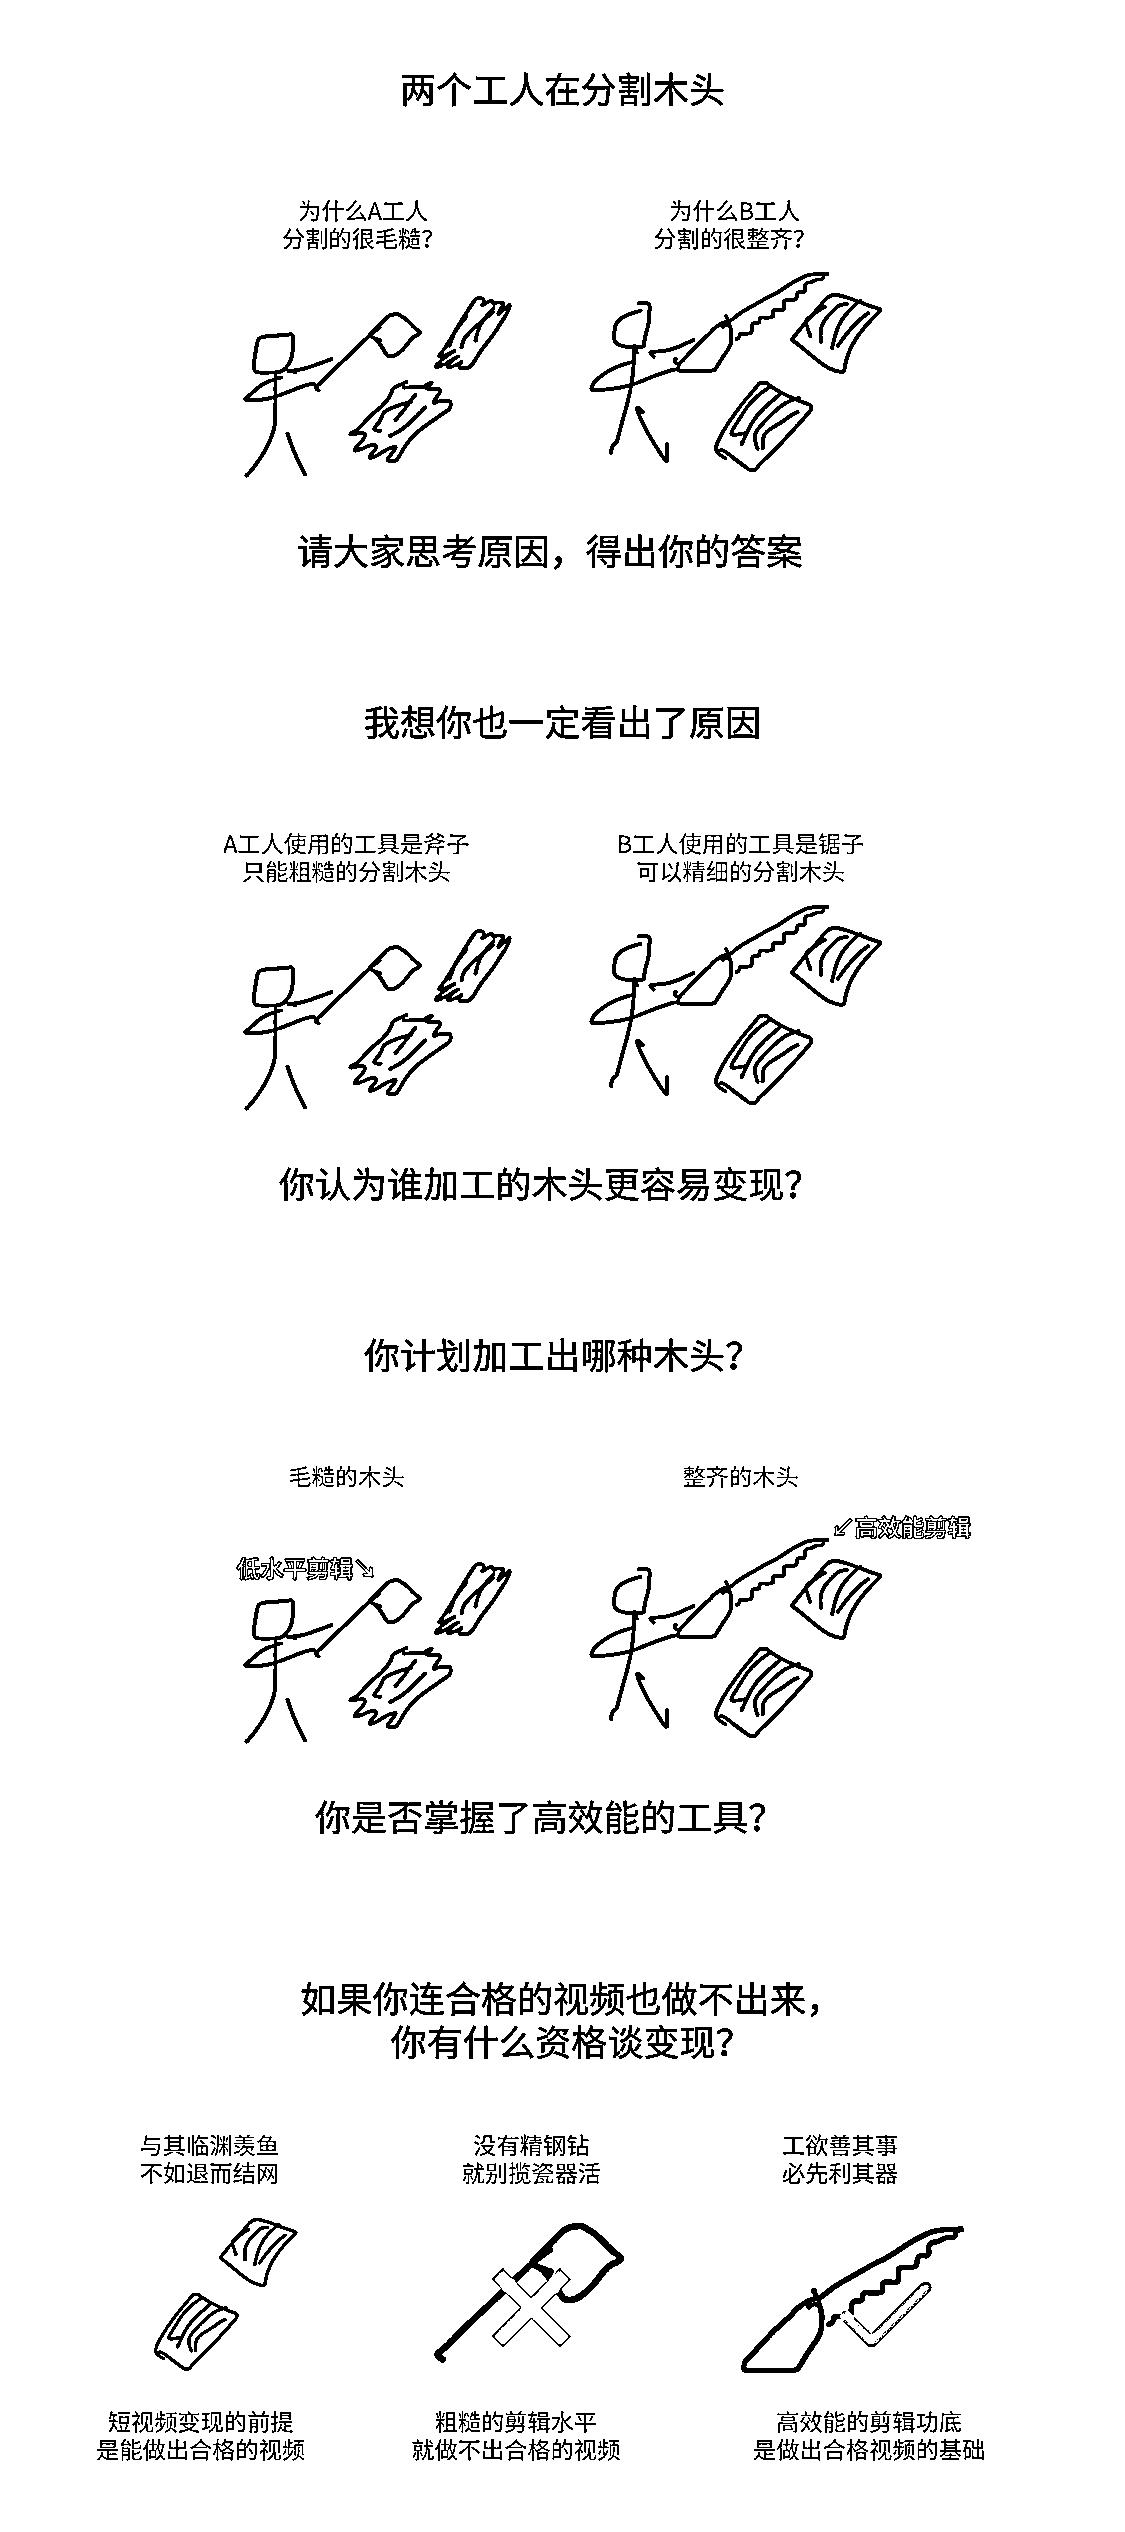 两个工人在分割木头
为什么A工人
分割的很毛糙？
为什么B工人
分割的很整齐？
请大家思考原因，得出你的答案
我想你也一定看出了原因
A工人使用的工具是斧子
只能粗糙的分割木头
B工人使用的工具是锯子
可以精细的分割木头
你认为谁加工的木头更容易变现？
你计划加工出哪种木头？
毛糙的木头
整齐的木头
低水平剪辑↘
↙高效能剪辑
你是否掌握了高效能的工具？
如果你连合格的视频也做不出来，
你有什么资格谈变现？
与其临渊羡鱼
不如退而结网
没有精钢钻
就别揽瓷器活
工欲善其事
必先利其器
短视频变现的前提
是能做出合格的视频
粗糙的剪辑水平
就做不出合格的视频
高效能的剪辑功底
是做出合格视频的基础